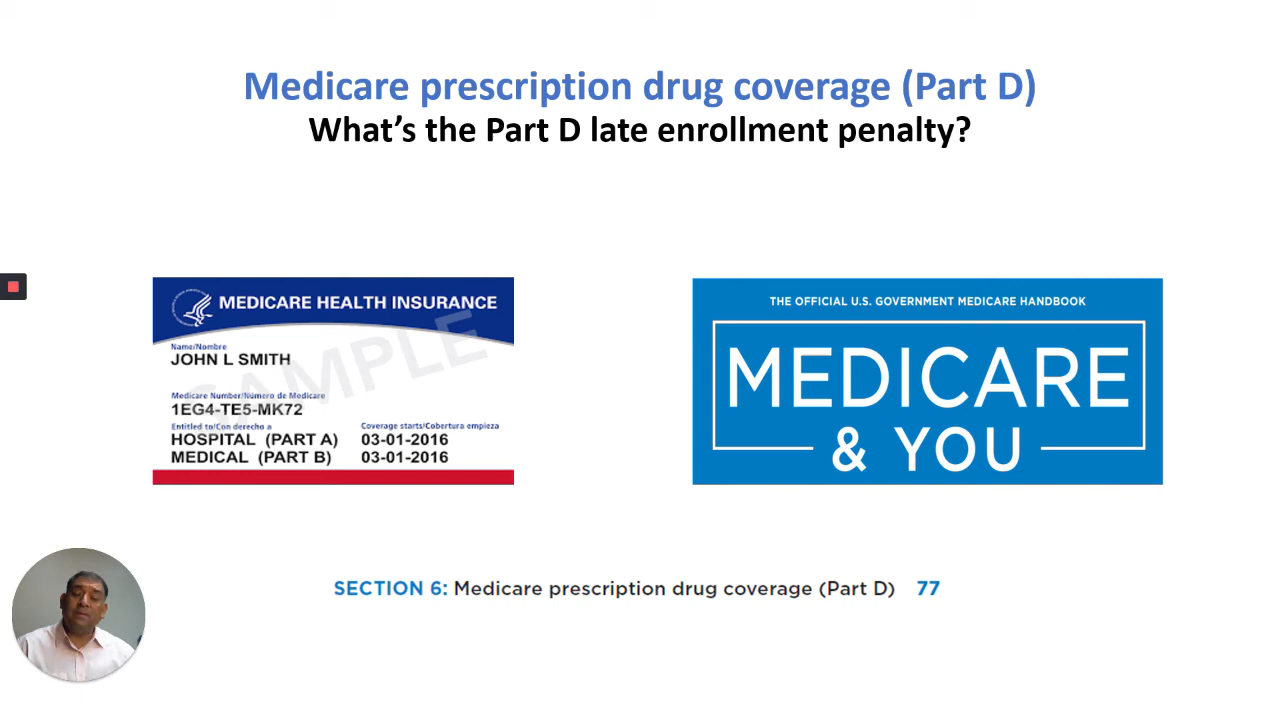 Medicare prescription drug coverage (Part D)
What's the Part D late enrollment penalty?
MEDICARE HEALTH INSURANCE
Name/Nombre
JOHN L SMITH
SAMPLE
Medicare Number/Número de Medicare
1EG4-TE5-MK72
Entitled to/Con derecho a Coverage starts/Cobertura empieza
HOSPITAL (PART A) 03-01-2016
MEDICAL (PART B) 03-01-2016
THE OFFICIAL U.S. GOVERNMENT MEDICARE HANDBOOK
MEDICARE
& YOU
SECTION 6: Medicare prescription drug coverage (Part D) 77